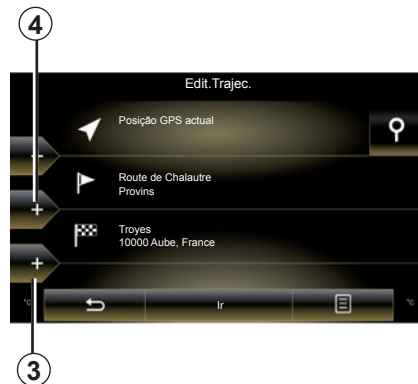 4
Edit.Trajec.
Posição GPS actual
+
Route de Chalautre
Provins
+
Troyes
10000 Aube, France
+
°C
Ir
°C
3